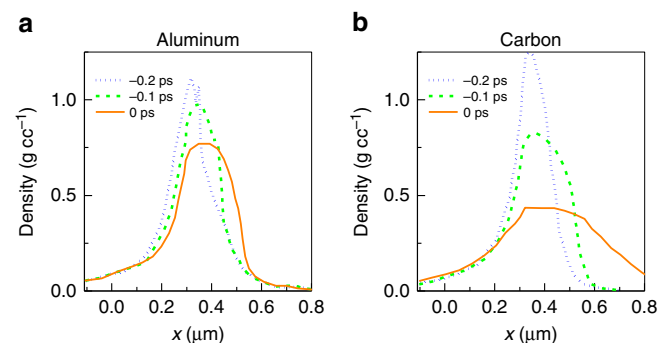 a
Aluminum
−0.2 ps
−0.1 ps
0 ps
1.0
0.5
0.0
Density (g cc⁻¹)
0.0 0.2 0.4 0.6 0.8
x (μm)
b
Carbon
−0.2 ps
−0.1 ps
0 ps
1.0
0.5
0.0
Density (g cc⁻¹)
0.0 0.2 0.4 0.6 0.8
x (μm)